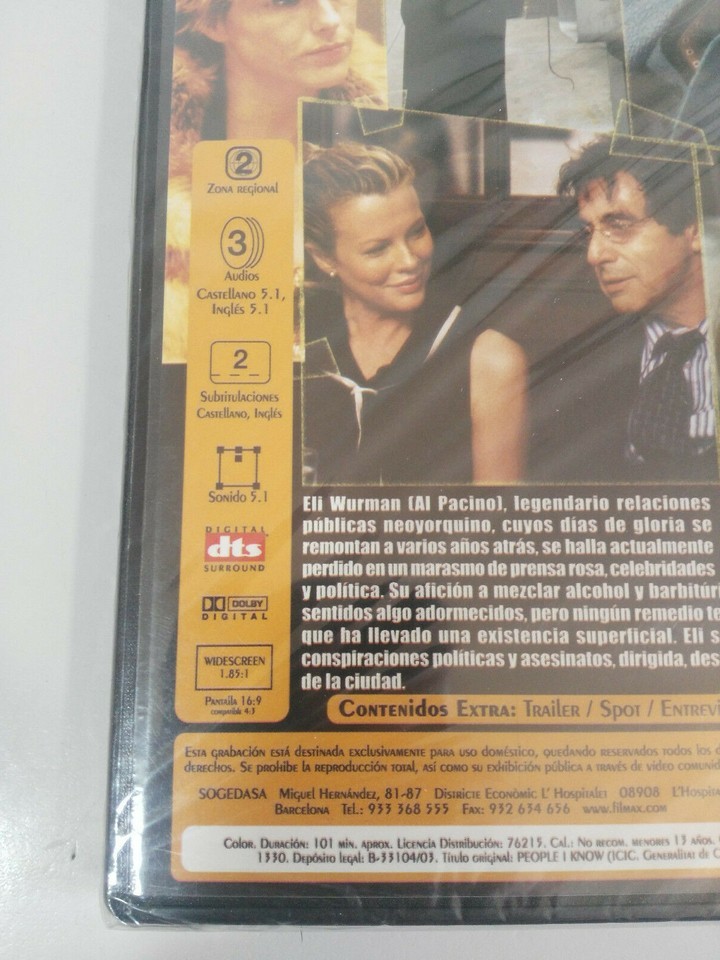 2
Zona regional
3
Audios
Castellano 5.1,
Inglés 5.1
2
Subtitulaciones
Castellano, Inglés
Sonido 5.1
DIGITAL
dts
SURROUND
DOLBY
DIGITAL
WIDESCREEN
1.85:1
Pantalla 16:9
compatible 4:3
Eli Wurman (Al Pacino), legendario relaciones
públicas neoyorquino, cuyos días de gloria se
remontan a varios años atrás, se halla actualmente
perdido en un marasmo de prensa rosa, celebridades
y política. Su afición a mezclar alcohol y barbitúri
sentidos algo adormecidos, pero ningún remedio te
que ha llevado una existencia superficial. Eli s
conspiraciones políticas y asesinatos, dirigida, des
de la ciudad.
Contenidos Extra: Trailer / Spot / Entrevi
Esta grabación está destinada exclusivamente para uso doméstico, quedando reservados todos los
derechos. Se prohíbe la reproducción total, así como su exhibición pública a través de video comunid
SOGEDASA Miguel Hernández, 81-87 Districte Econòmic L' Hospitalet 08908 L'Hospita
Barcelona Tel.: 933 368 555 Fax: 932 634 656 www.filmax.com
Color. Duración: 101 min. aprox. Licencia Distribución: 76215. Cal.: No recom. menores 13 años.
1330. Depósito legal: B-33104/03. Título original: PEOPLE I KNOW (ICIC. Generalitat de C